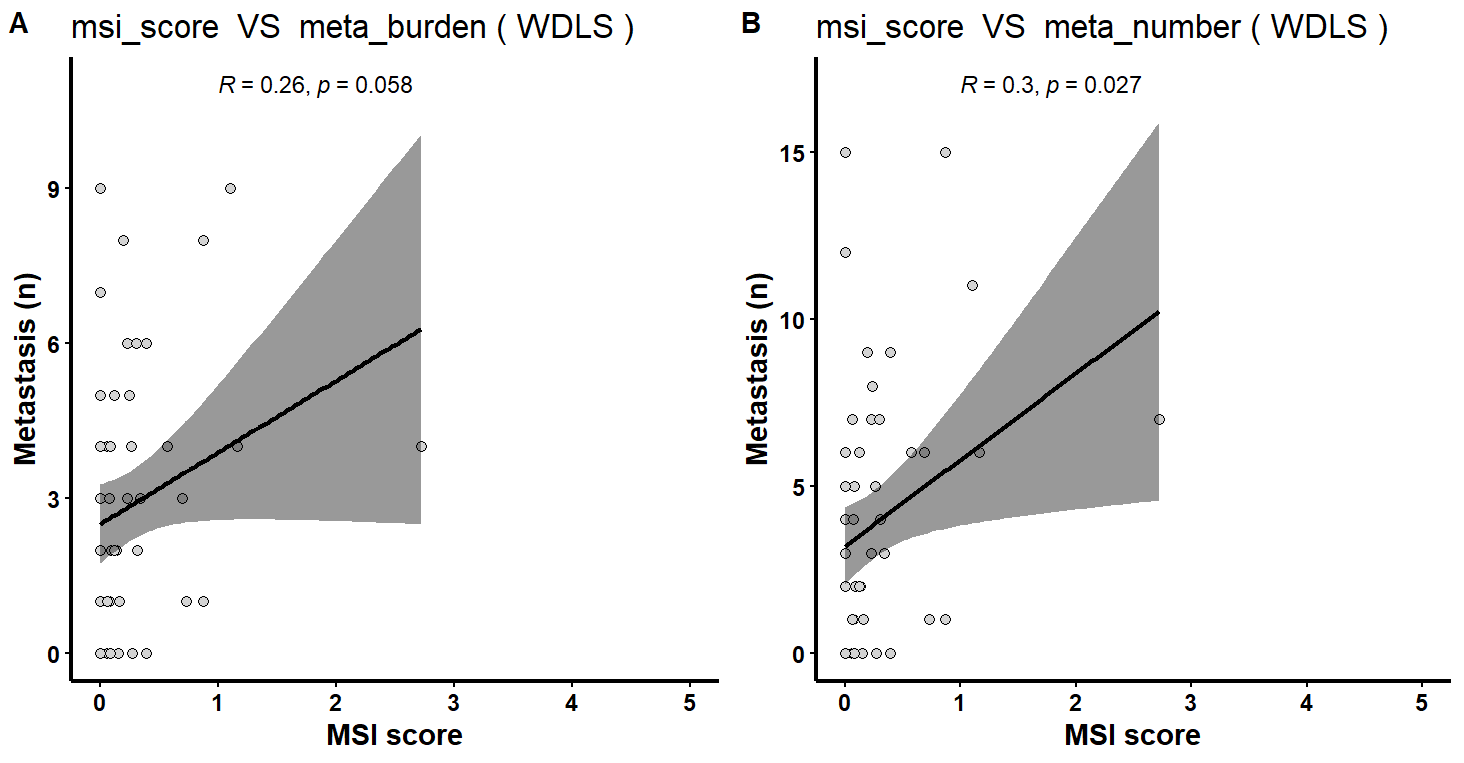 A
msi_score VS meta_burden ( WDLS )
R = 0.26, p = 0.058
9
6
3
0
Metastasis (n)
0 1 2 3 4 5
MSI score
B
msi_score VS meta_number ( WDLS )
R = 0.3, p = 0.027
15
10
5
0
Metastasis (n)
0 1 2 3 4 5
MSI score